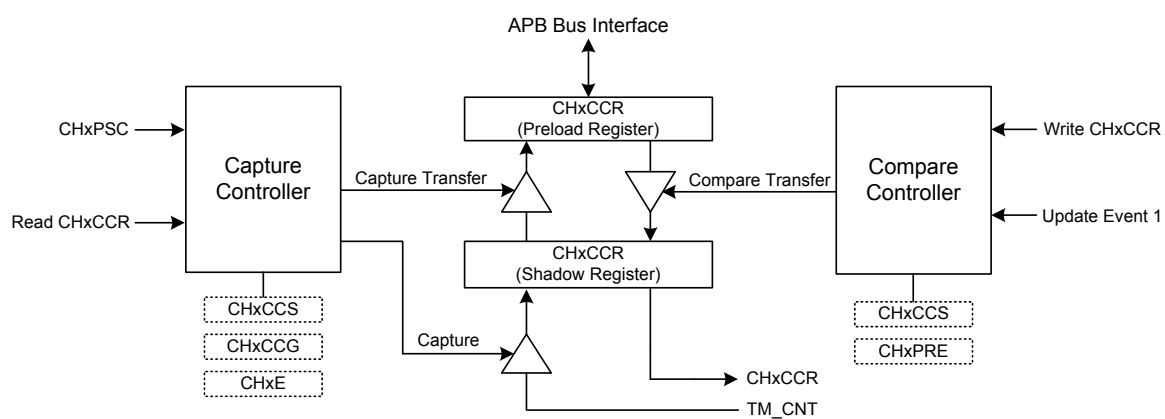 APB Bus Interface
CHxPSC
Read CHxCCR
Capture
Controller
CHxCCS
CHxCCG
CHxE
Capture Transfer
Capture
CHxCCR
(Preload Register)
CHxCCR
(Shadow Register)
CHxCCR
TM_CNT
Compare Transfer
Compare
Controller
CHxCCS
CHxPRE
Write CHxCCR
Update Event 1